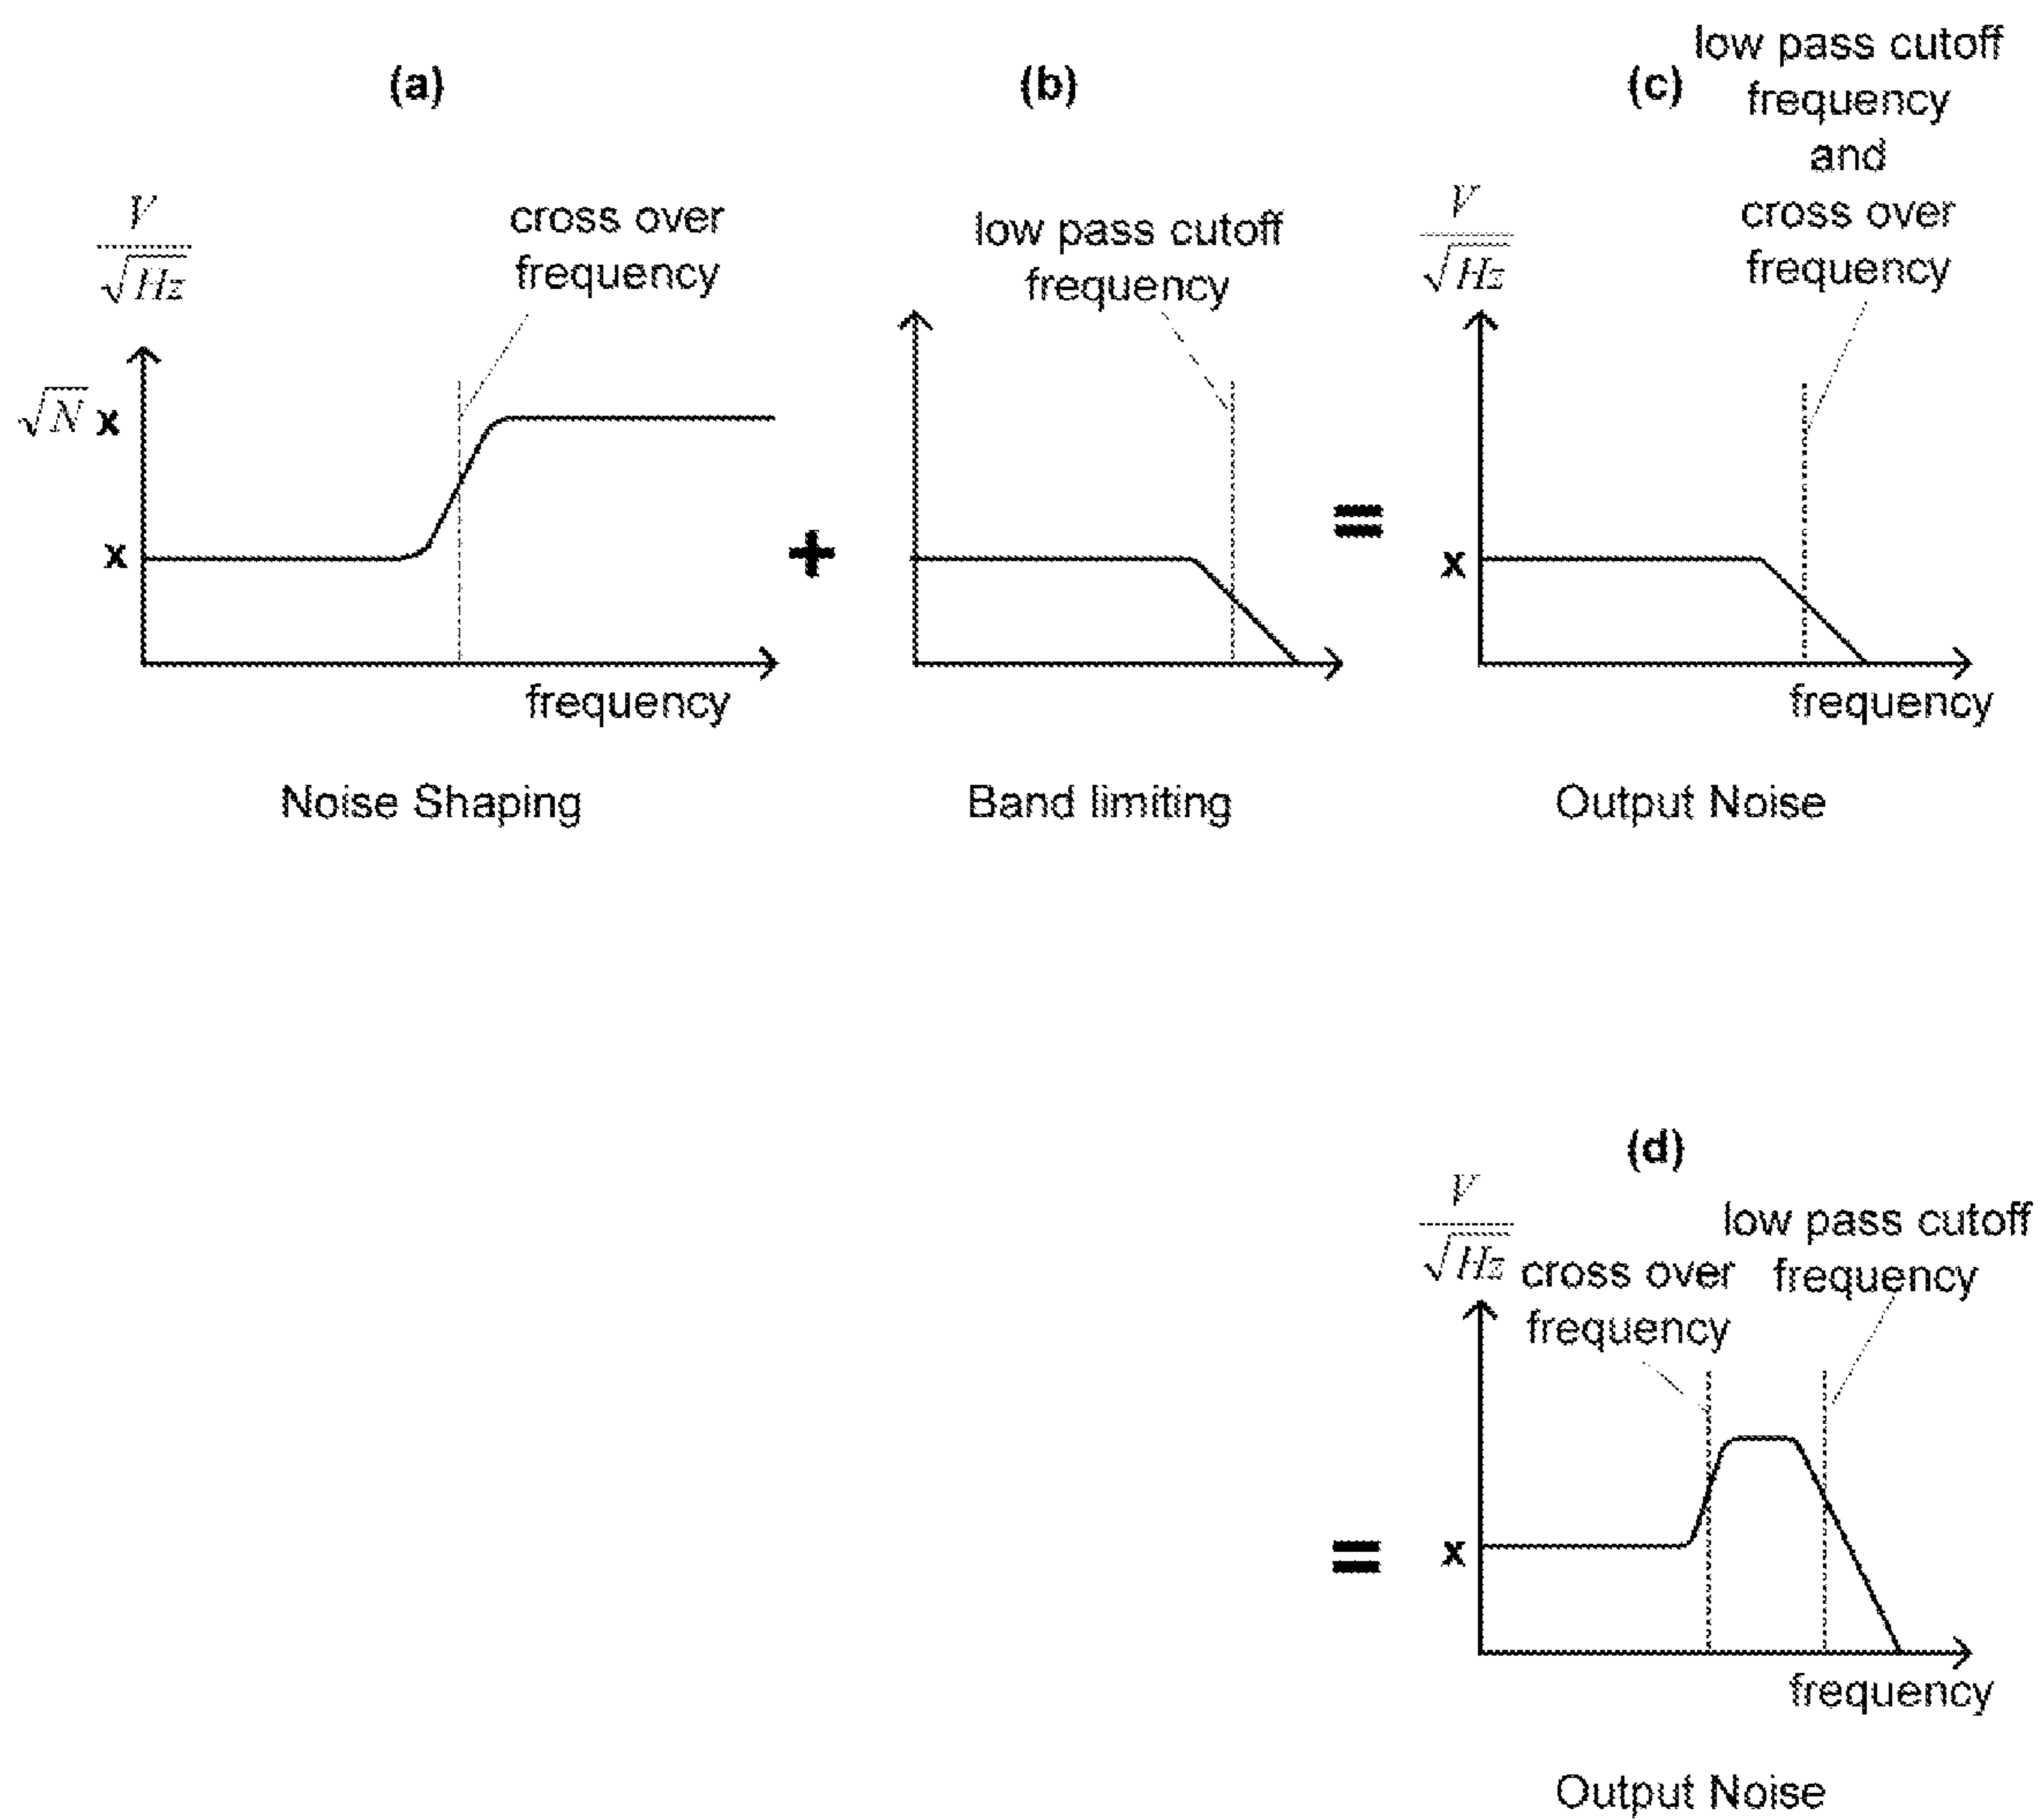 (a)
V
√Hz
cross over
frequency
√N x
x
frequency
Noise Shaping
+
(b)
low pass cutoff
frequency
Band limiting
=
(c)
low pass cutoff
frequency
and
cross over
frequency
V
√Hz
x
frequency
Output Noise
=
(d)
V
√Hz
cross over
frequency
low pass cutoff
frequency
x
frequency
Output Noise